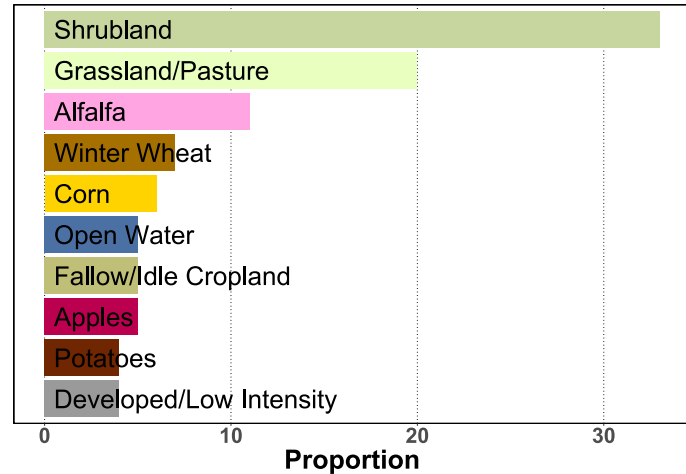 Shrubland
Grassland/Pasture
Alfalfa
Winter Wheat
Corn
Open Water
Fallow/Idle Cropland
Apples
Potatoes
Developed/Low Intensity
0 10 20 30
Proportion